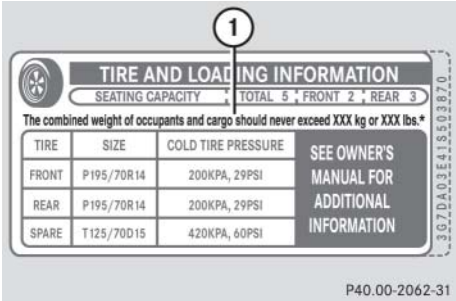 1
TIRE AND LOADING INFORMATION
SEATING CAPACITY TOTAL 5 FRONT 2 REAR 3
The combined weight of occupants and cargo should never exceed XXX kg or XXX lbs.*
TIRE SIZE COLD TIRE PRESSURE
FRONT P195/70R14 200KPA, 29PSI
REAR P195/70R14 200KPA, 29PSI
SPARE T125/70D15 420KPA, 60PSI
SEE OWNER'S
MANUAL FOR
ADDITIONAL
INFORMATION
3G7DA03E41S503870
P40.00-2062-31